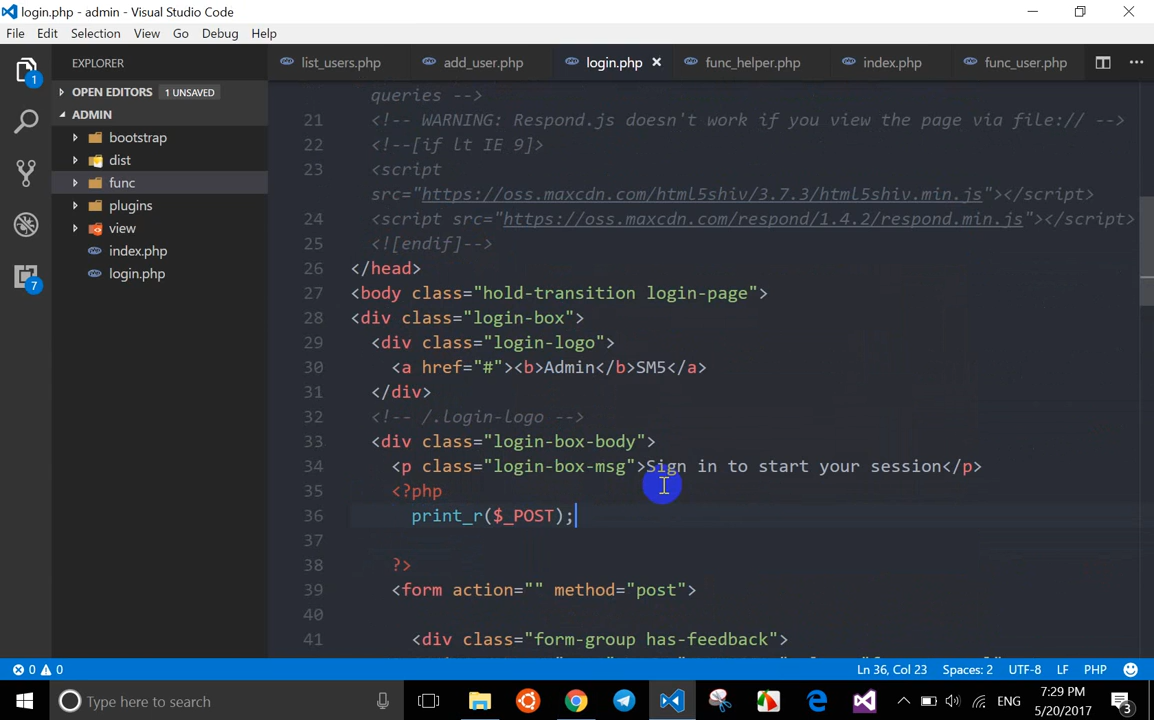 login.php - admin - Visual Studio Code
File Edit Selection View Go Debug Help
EXPLORER
list_users.php add_user.php login.php func_helper.php index.php func_user.php
1
7
OPEN EDITORS 1 UNSAVED
ADMIN
bootstrap
dist
func
plugins
view
index.php
login.php
queries -->
21 <!-- WARNING: Respond.js doesn't work if you view the page via file:// -->
22 <!--[if lt IE 9]>
23 <script
src="https://oss.maxcdn.com/html5shiv/3.7.3/html5shiv.min.js"></script>
24 <script src="https://oss.maxcdn.com/respond/1.4.2/respond.min.js"></script>
25 <![endif]-->
26 </head>
27 <body class="hold-transition login-page">
28 <div class="login-box">
29 <div class="login-logo">
30 <a href="#"><b>Admin</b>SM5</a>
31 </div>
32 <!-- /.login-logo -->
33 <div class="login-box-body">
34 <p class="login-box-msg">Sign in to start your session</p>
35 <?php
36 print_r($_POST);
37
38 ?>
39 <form action="" method="post">
40
41 <div class="form-group has-feedback">
0 0 Ln 36, Col 23 Spaces: 2 UTF-8 LF PHP
Type here to search
ENG
7:29 PM
5/20/2017
3